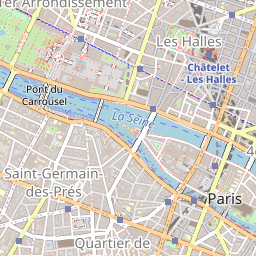 er Arrondissement
Les Halles
Châtelet
- Les Halles
Pont du
Carrousel
La Seine
4
Saint-Germain-
des-Prés
Paris
Quartier de